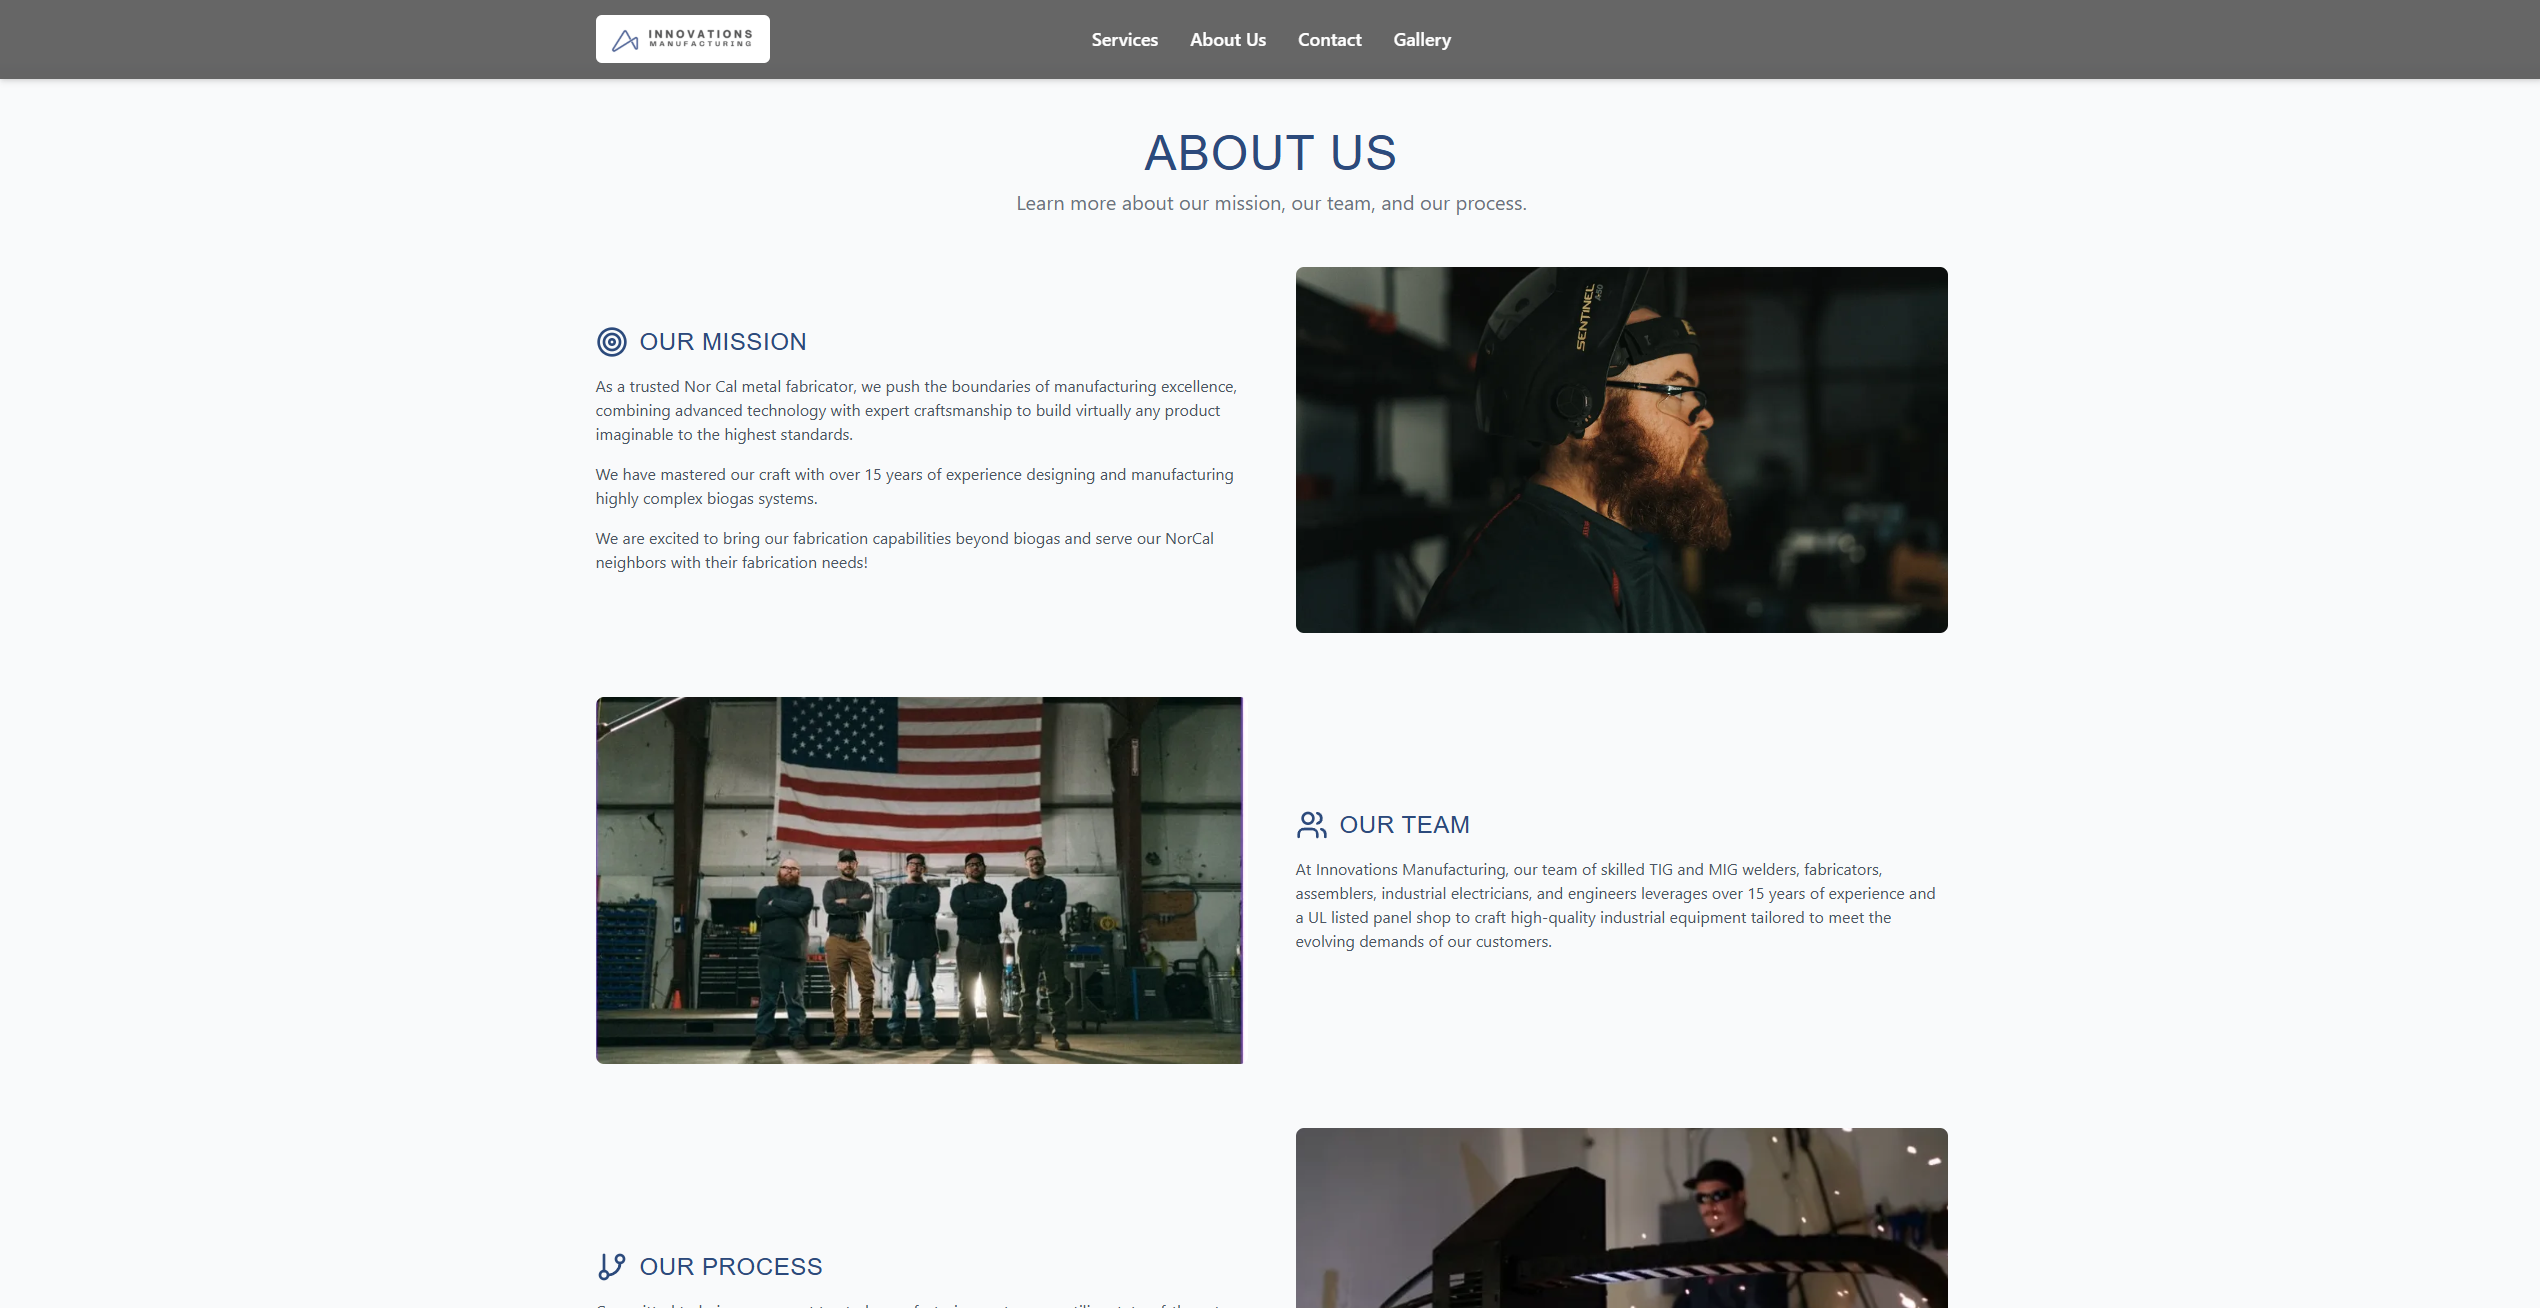 INNOVATIONS
MANUFACTURING
Services
About Us
Contact
Gallery
ABOUT US
Learn more about our mission, our team, and our process.
OUR MISSION
As a trusted Nor Cal metal fabricator, we push the boundaries of manufacturing excellence,
combining advanced technology with expert craftsmanship to build virtually any product
imaginable to the highest standards.
We have mastered our craft with over 15 years of experience designing and manufacturing
highly complex biogas systems.
We are excited to bring our fabrication capabilities beyond biogas and serve our NorCal
neighbors with their fabrication needs!
SENTINEL
A50
OUR TEAM
At Innovations Manufacturing, our team of skilled TIG and MIG welders, fabricators,
assemblers, industrial electricians, and engineers leverages over 15 years of experience and
a UL listed panel shop to craft high-quality industrial equipment tailored to meet the
evolving demands of our customers.
OUR PROCESS